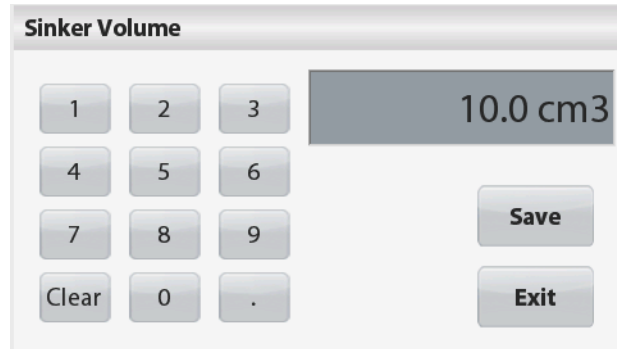 Sinker Volume
10.0 cm3
1 2 3
4 5 6
7 8 9
Clear 0 .
Save
Exit